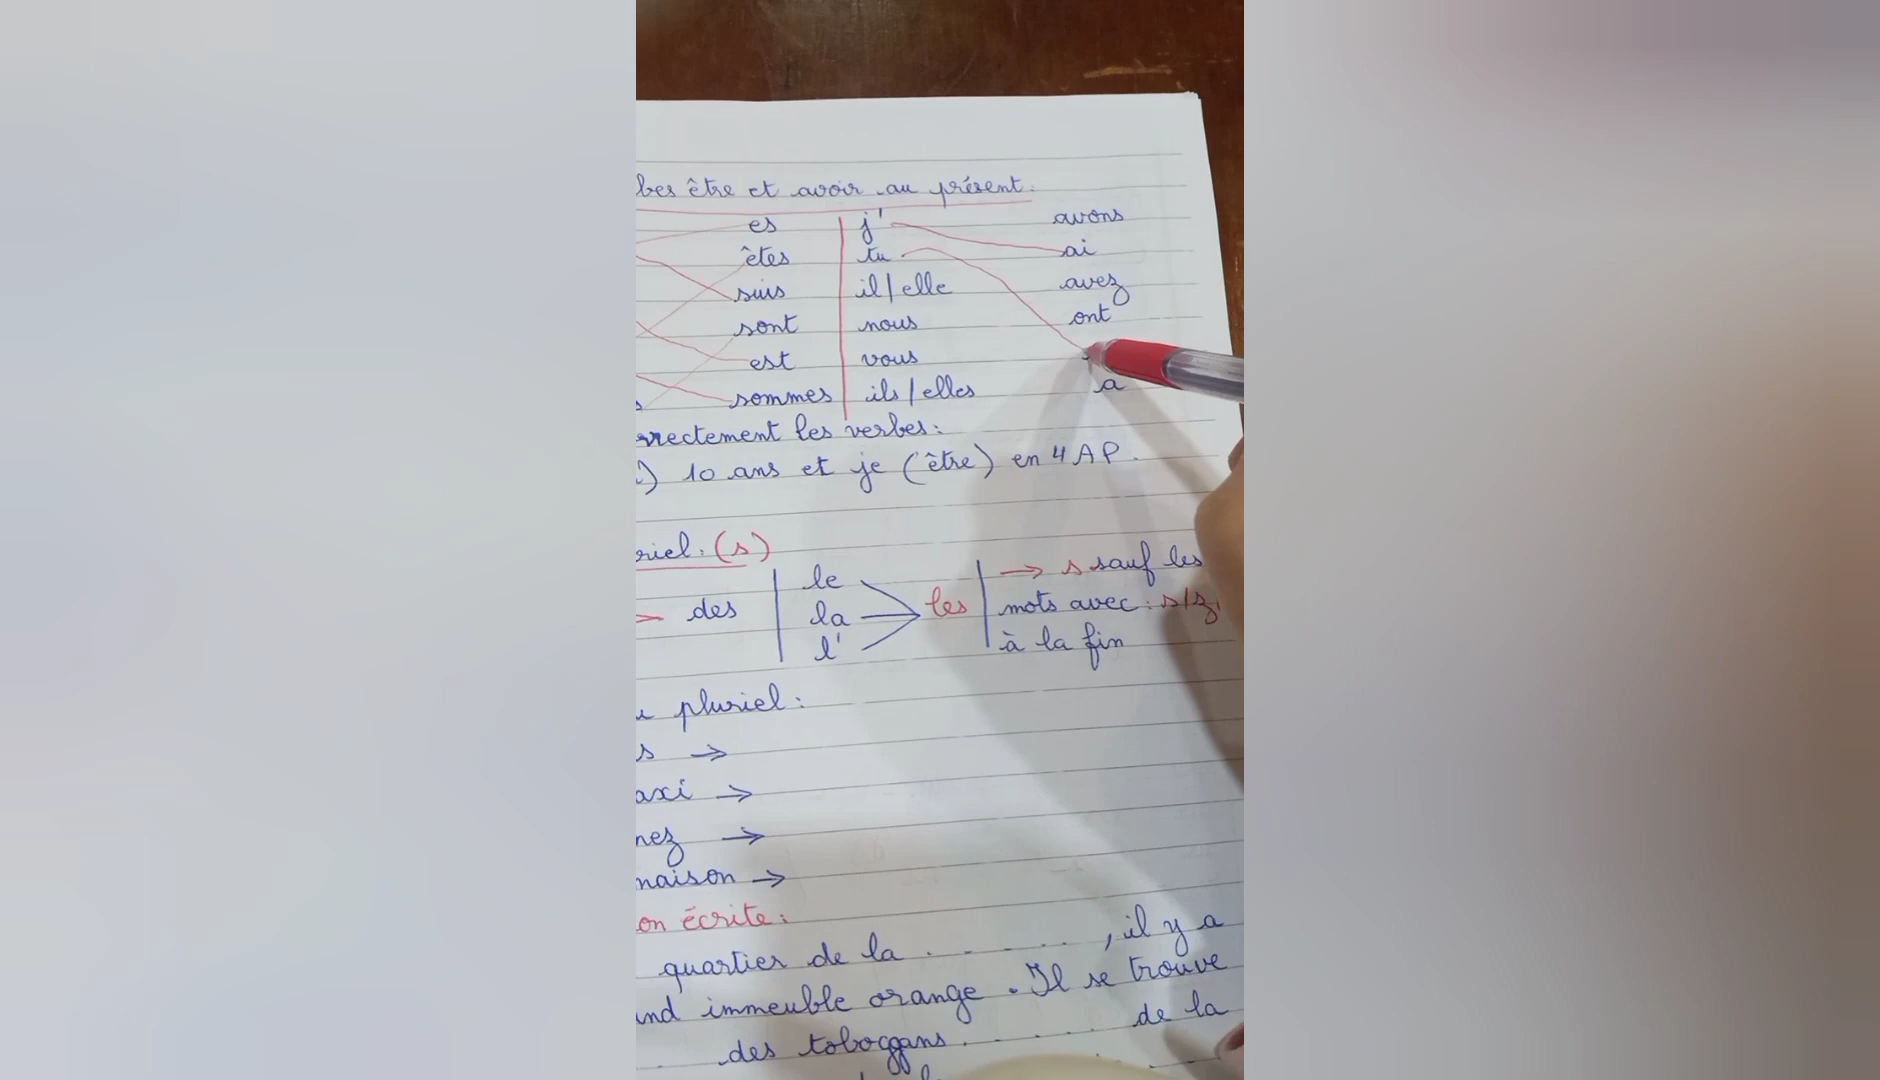 bes être et avoir au présent:
es j' avons
êtes tu ai
suis il/elle avez
sont nous ont
est vous
s sommes ils/elles a
rrectement les verbes:
) 10 ans et je (être) en 4 AP.
riel: (s)
le → s sauf les
des la les mots avec: s/z,
l' à la fin
pluriel:
s →
axi →
nez →
maison →
on écrite:
quartier de la . - - . . , il y a
nd immeuble orange. Il se trouve
des toboggans . . . . . de la